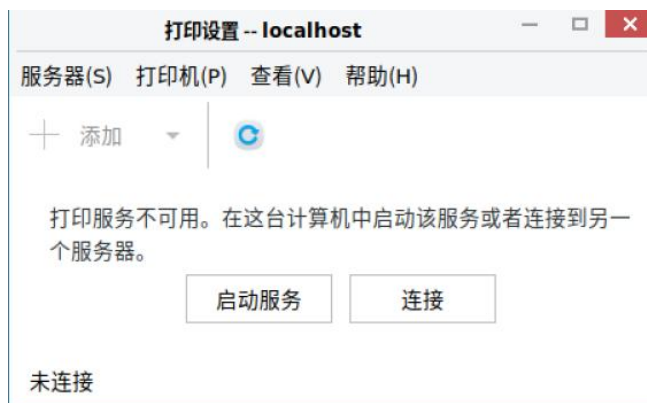 打印设置 -- localhost
服务器(S) 打印机(P) 查看(V) 帮助(H)
添加
打印服务不可用。在这台计算机中启动该服务或者连接到另一
个服务器。
启动服务 连接
未连接